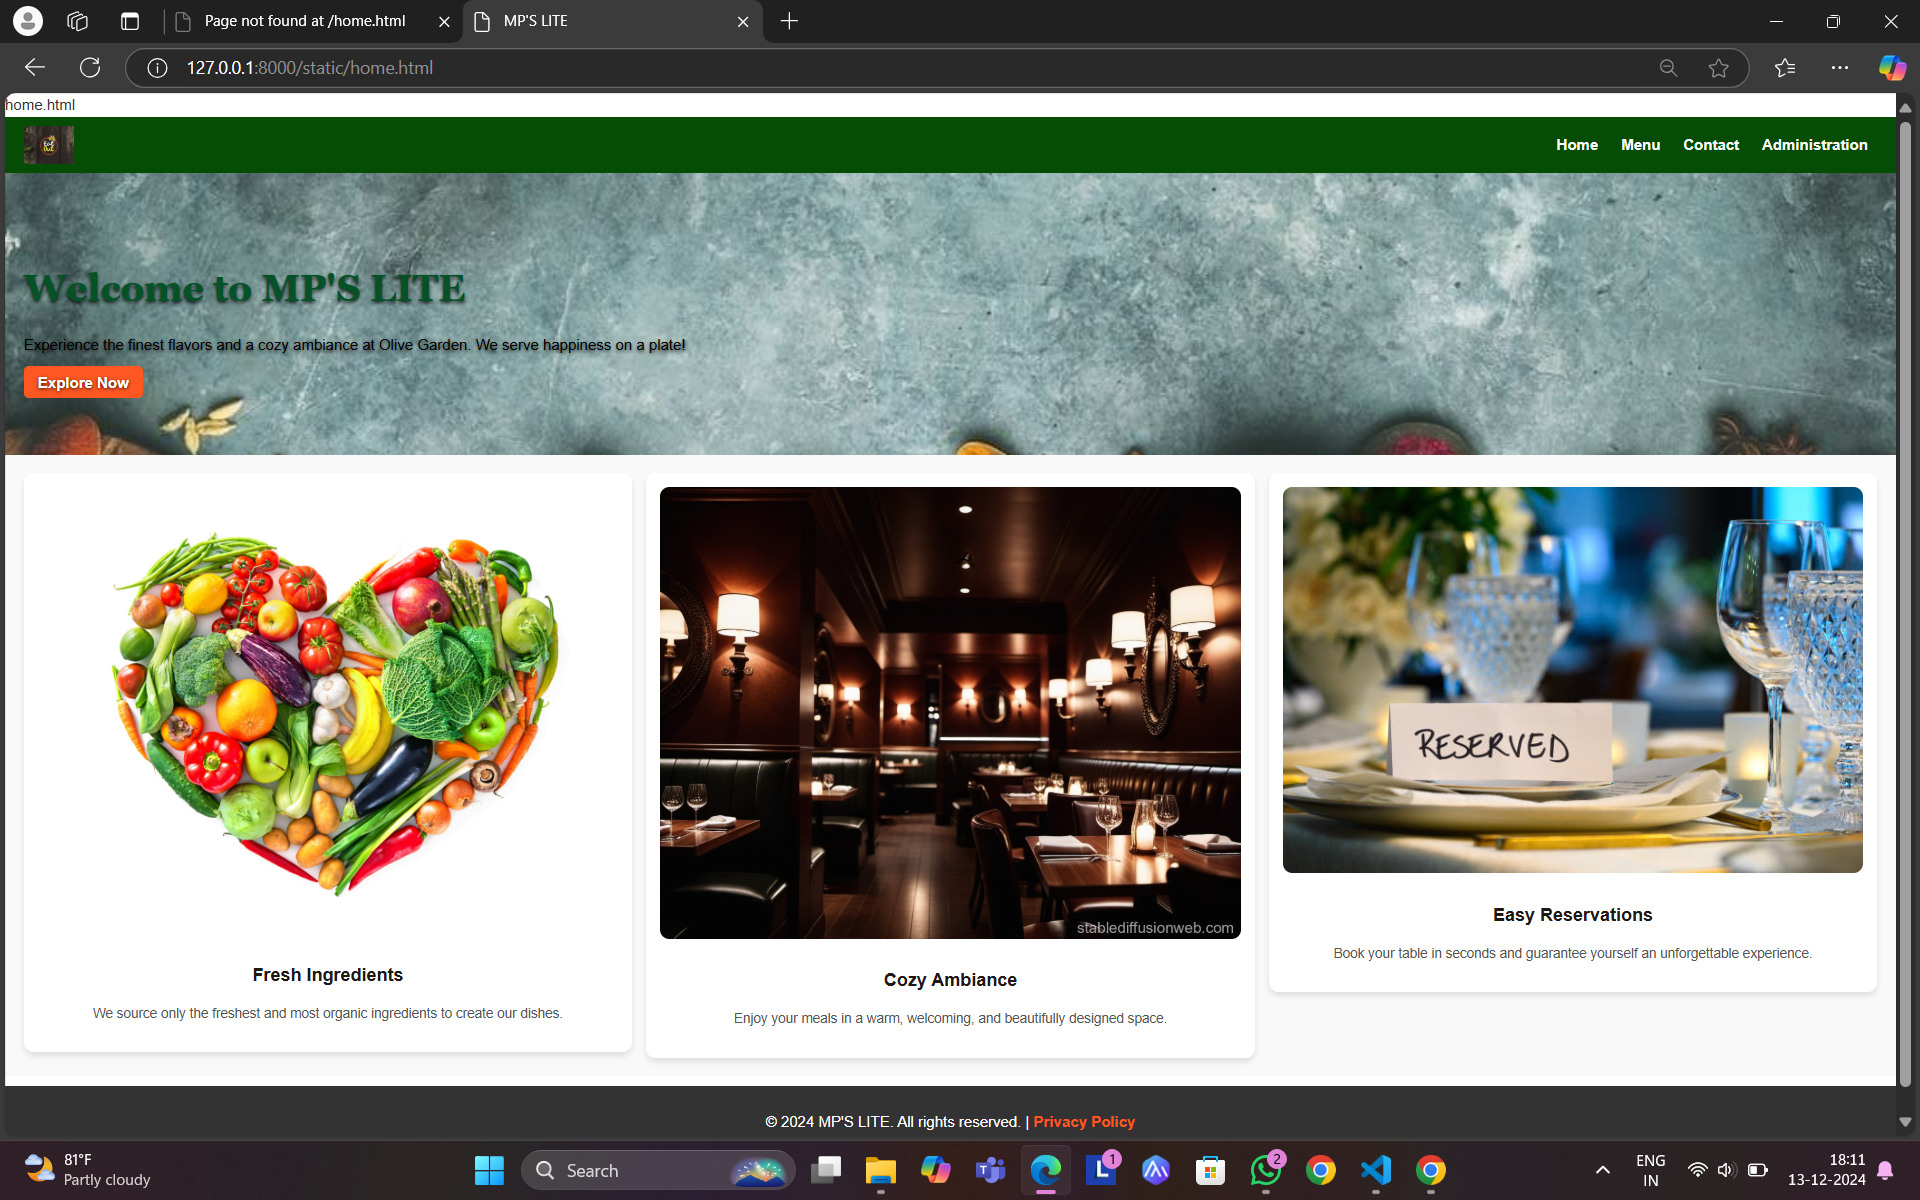 Page not found at /home.html
MP'S LITE
127.0.0.1:8000/static/home.html
home.html
Eat Out
Home Menu Contact Administration
Welcome to MP'S LITE
Experience the finest flavors and a cozy ambiance at Olive Garden. We serve happiness on a plate!
Explore Now
RESERVED
stablediffusionweb.com
Fresh Ingredients
We source only the freshest and most organic ingredients to create our dishes.
Cozy Ambiance
Enjoy your meals in a warm, welcoming, and beautifully designed space.
Easy Reservations
Book your table in seconds and guarantee yourself an unforgettable experience.
© 2024 MP'S LITE. All rights reserved. | Privacy Policy
81°F
Partly cloudy
Search
L
1
2
ENG
IN
18:11
13-12-2024